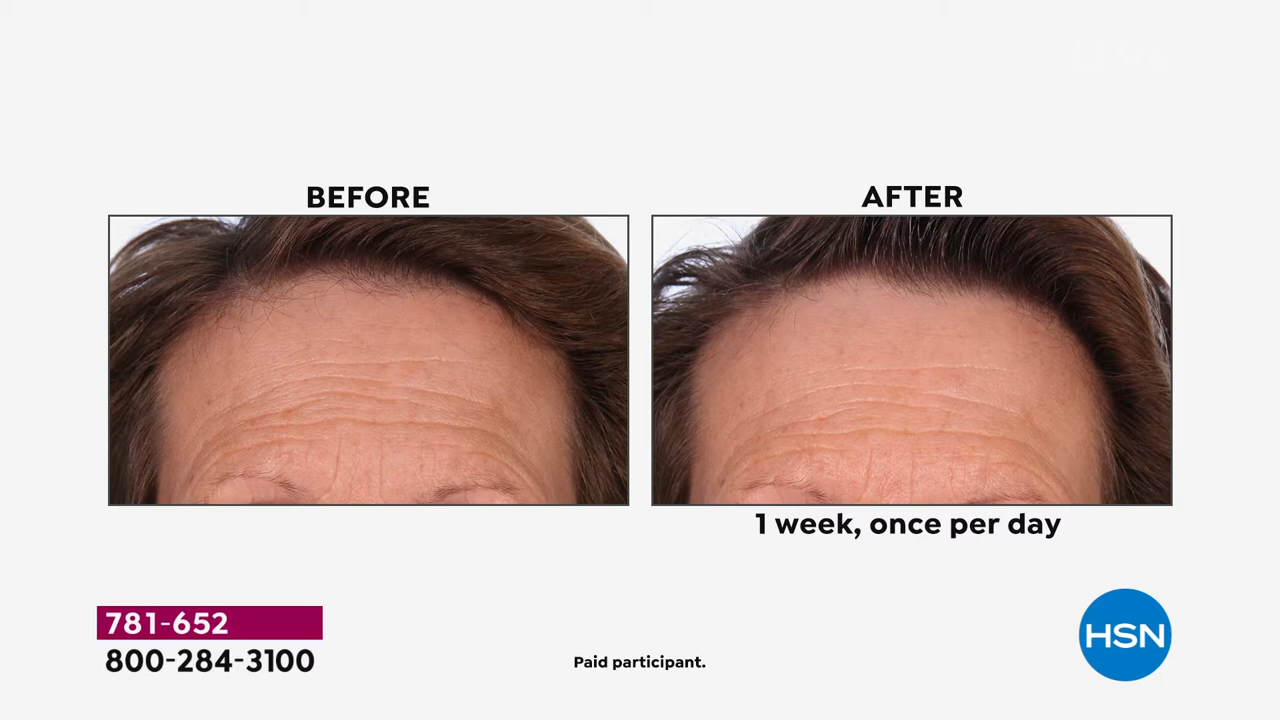 BEFORE
AFTER
1 week, once per day
781-652
800-284-3100
Paid participant.
HSN